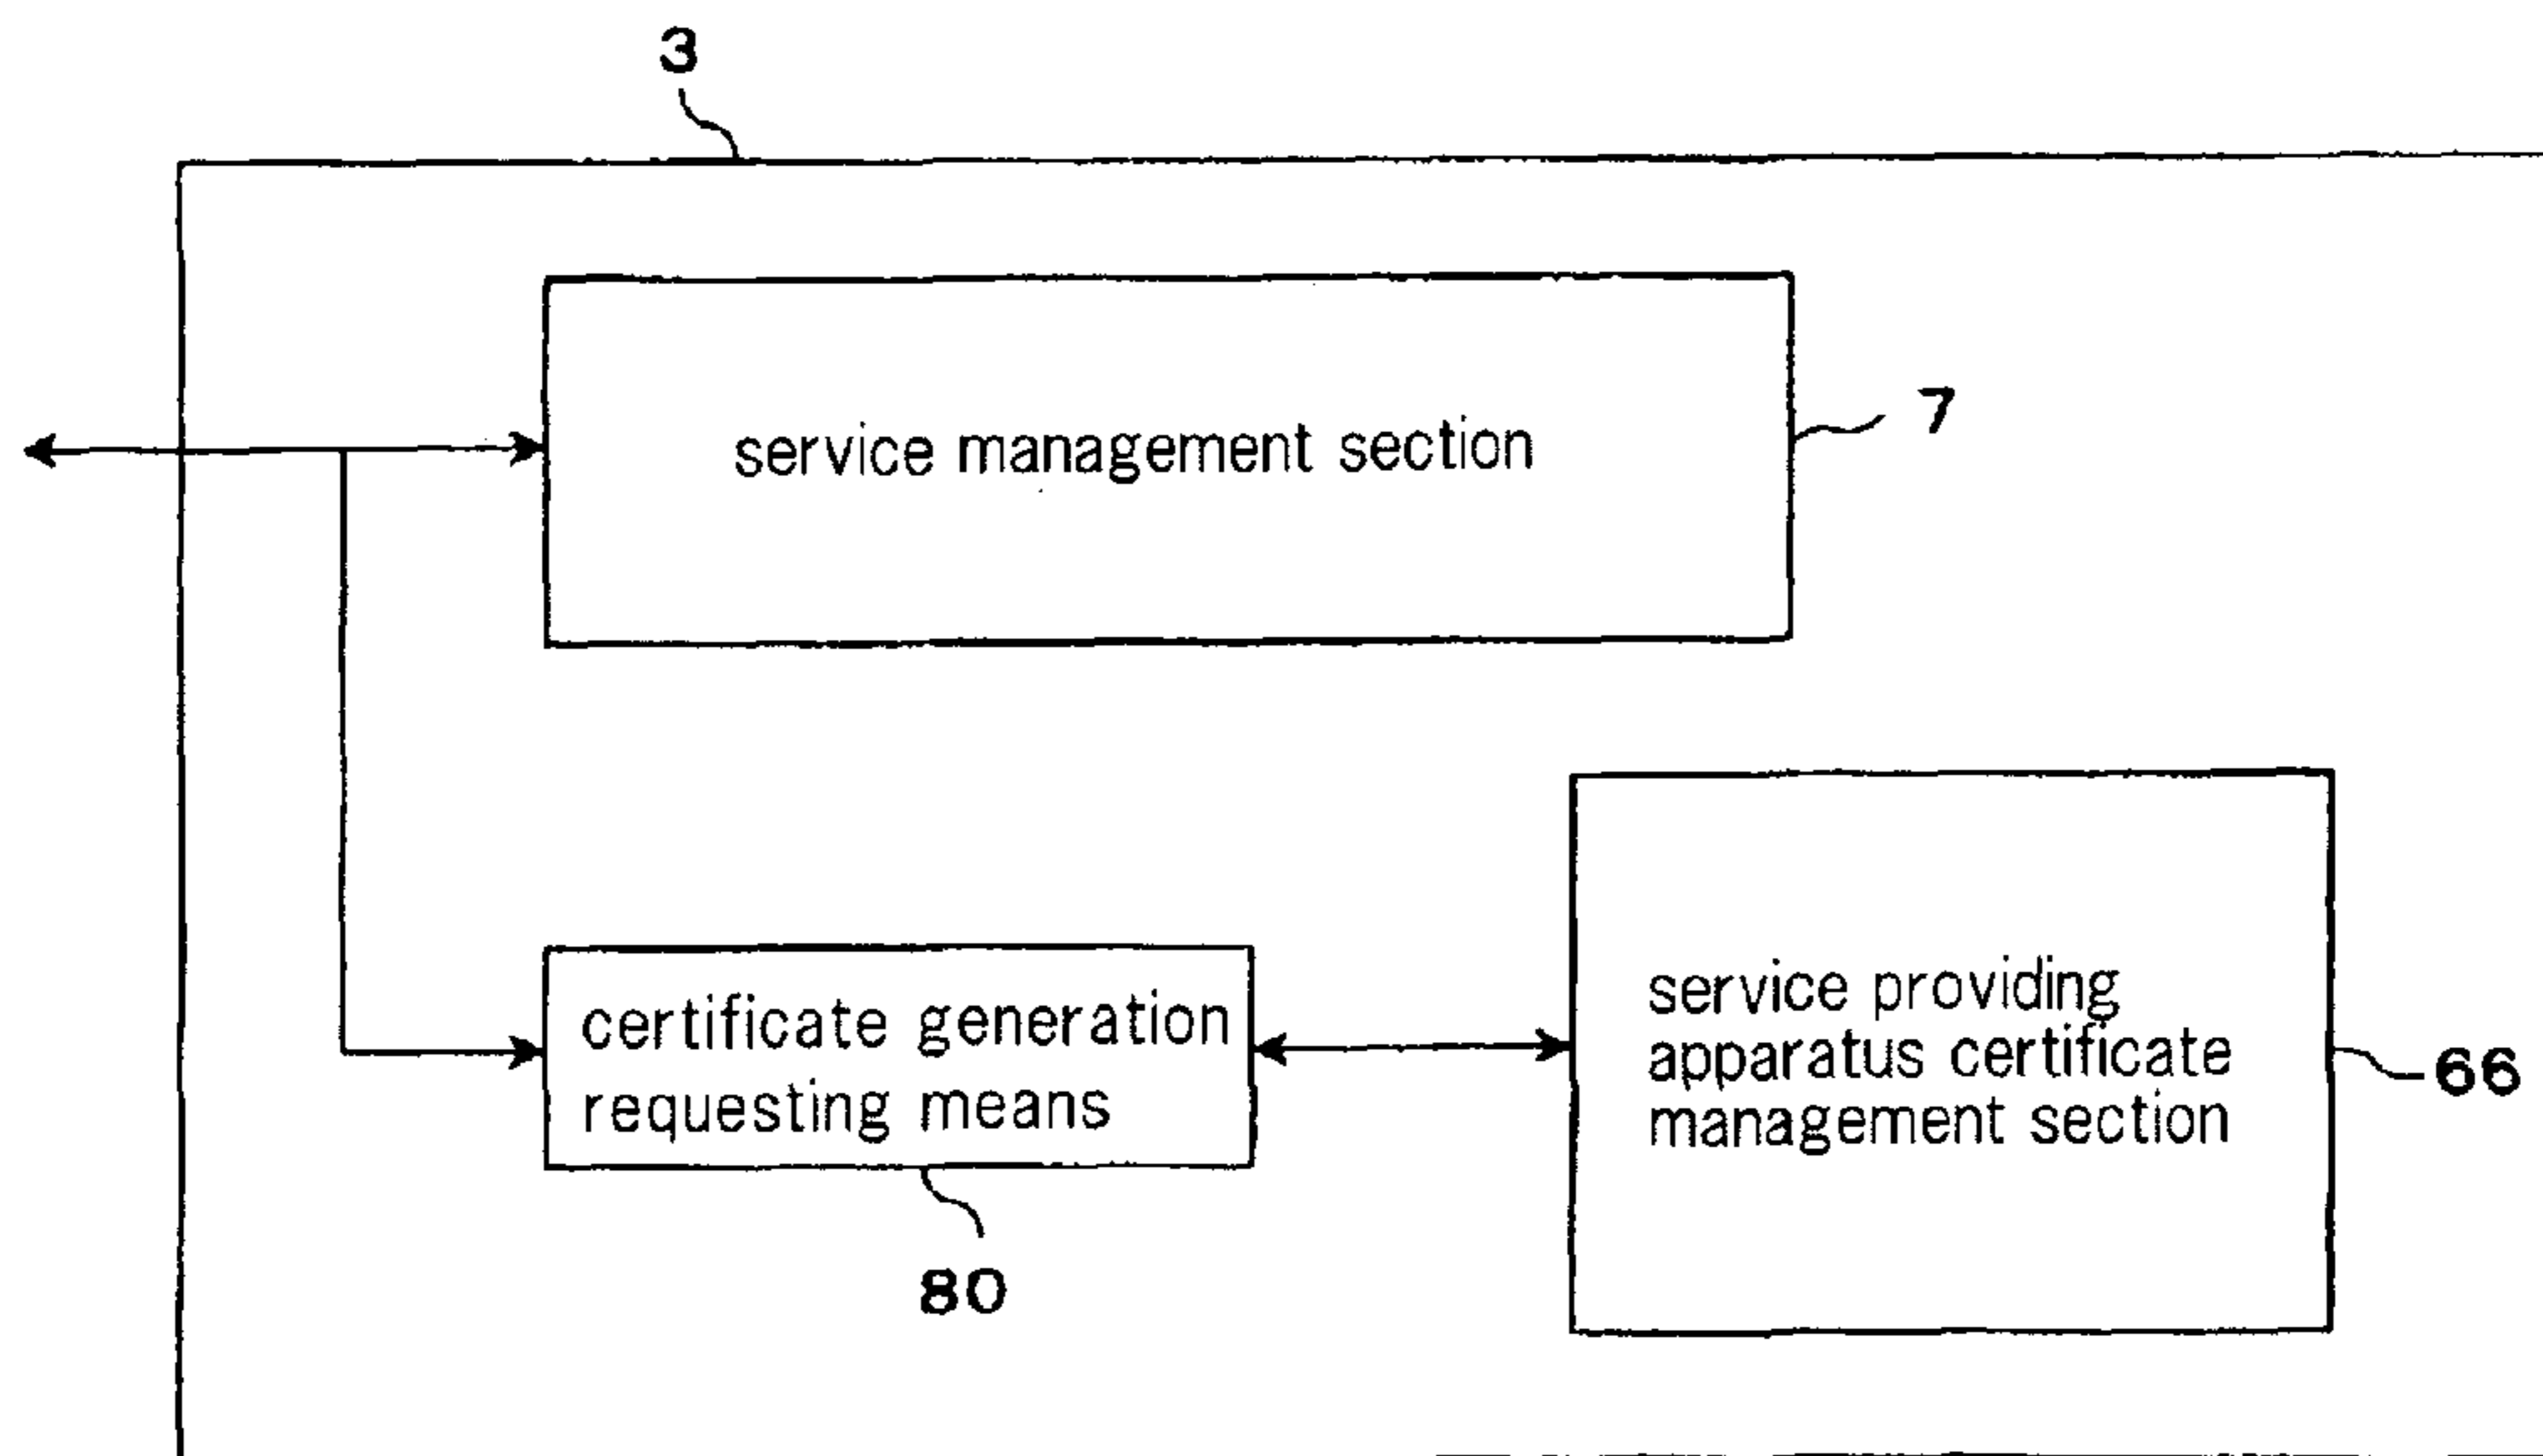 3
service management section
7
certificate generation
requesting means
80
service providing
apparatus certificate
management section
66